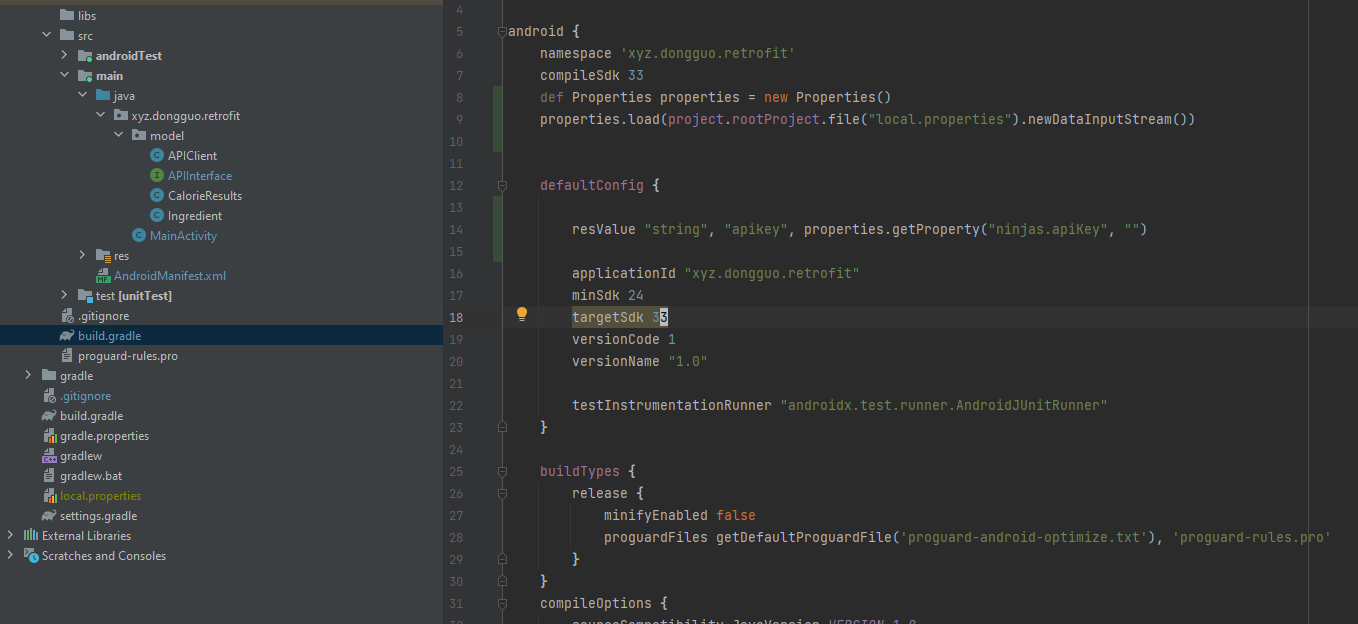 libs
src
androidTest
main
java
xyz.dongguo.retrofit
model
APIClient
APIInterface
CalorieResults
Ingredient
MainActivity
res
AndroidManifest.xml
test [unitTest]
.gitignore
build.gradle
proguard-rules.pro
gradle
.gitignore
build.gradle
gradle.properties
gradlew
gradlew.bat
local.properties
settings.gradle
External Libraries
Scratches and Consoles
4
5 android {
6 namespace 'xyz.dongguo.retrofit'
7 compileSdk 33
8 def Properties properties = new Properties()
9 properties.load(project.rootProject.file("local.properties").newDataInputStream())
10
11
12 defaultConfig {
13
14 resValue "string", "apikey", properties.getProperty("ninjas.apiKey", "")
15
16 applicationId "xyz.dongguo.retrofit"
17 minSdk 24
18 targetSdk 33
19 versionCode 1
20 versionName "1.0"
21
22 testInstrumentationRunner "androidx.test.runner.AndroidJUnitRunner"
23 }
24
25 buildTypes {
26 release {
27 minifyEnabled false
28 proguardFiles getDefaultProguardFile('proguard-android-optimize.txt'), 'proguard-rules.pro'
29 }
30 }
31 compileOptions {